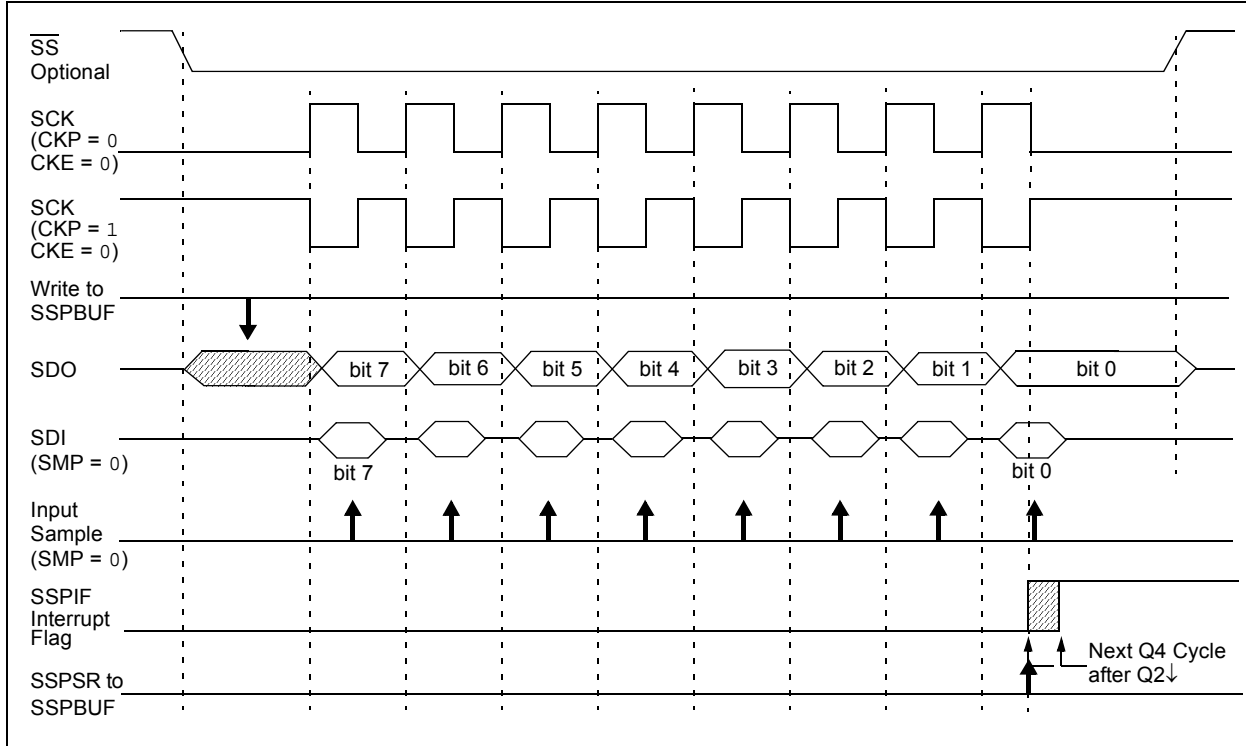 SS
Optional
SCK
(CKP = 0
CKE = 0)
SCK
(CKP = 1
CKE = 0)
Write to
SSPBUF
SDO
bit 7
bit 6
bit 5
bit 4
bit 3
bit 2
bit 1
bit 0
SDI
(SMP = 0)
bit 7
bit 0
Input
Sample
(SMP = 0)
SSPIF
Interrupt
Flag
Next Q4 Cycle
after Q2↓
SSPSR to
SSPBUF